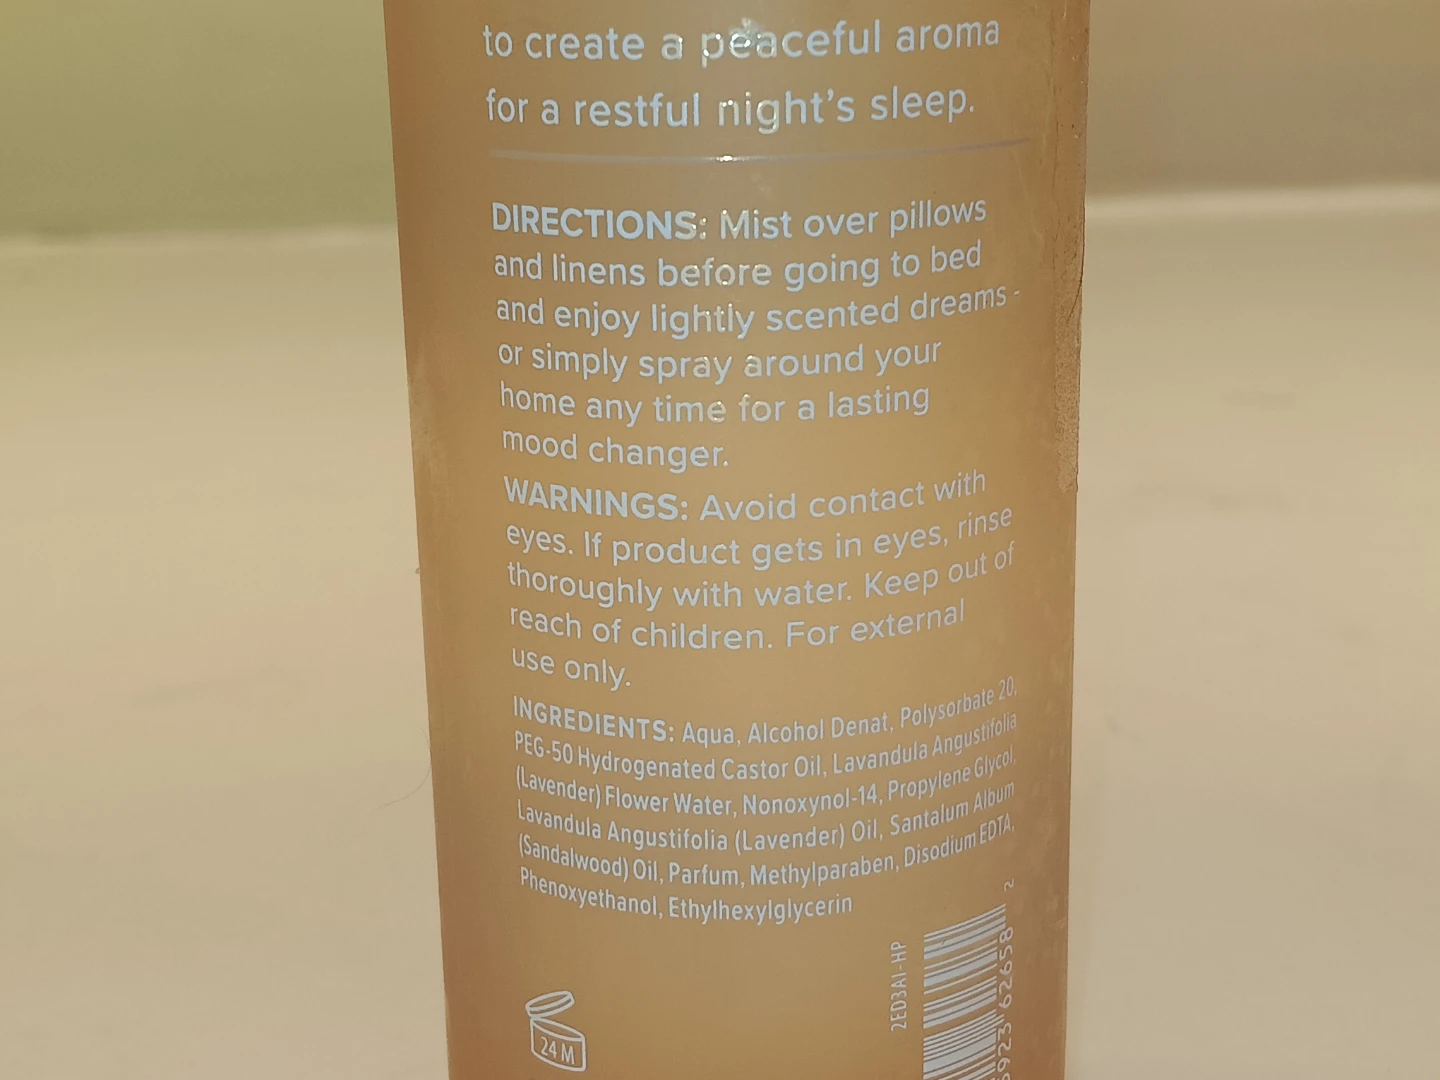 to create a peaceful aroma
for a restful night's sleep.
DIRECTIONS: Mist over pillows
and linens before going to bed
and enjoy lightly scented dreams -
or simply spray around your
home any time for a lasting
mood changer.
WARNINGS: Avoid contact with
eyes. If product gets in eyes, rinse
thoroughly with water. Keep out of
reach of children. For external
use only.
INGREDIENTS: Aqua, Alcohol Denat, Polysorbate 20,
PEG-50 Hydrogenated Castor Oil, Lavandula Angustifolia
(Lavender) Flower Water, Nonoxynol-14, Propylene Glycol,
Lavandula Angustifolia (Lavender) Oil, Santalum Album
(Sandalwood) Oil, Parfum, Methylparaben, Disodium EDTA,
Phenoxyethanol, Ethylhexylglycerin
24 M
2ED3A1-HP
62658 2